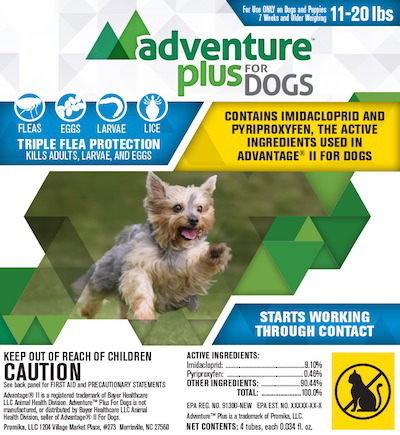 For Use ONLY on Dogs and Puppies
7 Weeks and Older Weighing 11-20 lbs
adventure™
plus FOR
DOGS
FLEAS EGGS LARVAE LICE
TRIPLE FLEA PROTECTION
KILLS ADULTS, LARVAE, AND EGGS
CONTAINS IMIDACLOPRID AND
PYRIPROXYFEN, THE ACTIVE
INGREDIENTS USED IN
ADVANTAGE® II FOR DOGS
STARTS WORKING
THROUGH CONTACT
KEEP OUT OF REACH OF CHILDREN
CAUTION
See back panel for FIRST AID and PRECAUTIONARY STATEMENTS
Advantage® II is a registered trademark of Bayer Healthcare
LLC Animal Health Division. Adventure™ Plus For Dogs is not
manufactured, or distributed by Bayer Healthcare LLC Animal
Health Division, seller of Advantage® II For Dogs.
Promika, LLC 1204 Village Market Place, #273 Morrisville, NC 27560
ACTIVE INGREDIENTS:
Imidacloprid: 9.10%
Pyriproxyfen: 0.46%
OTHER INGREDIENTS: 90.44%
TOTAL: 100.0%
EPA REG. NO. 91300-NEW EPA EST. NO. XXXXX-XX-X
Adventure™ Plus is a trademark of Promika, LLC.
NET CONTENTS: 4 tubes, each 0.034 fl. oz.